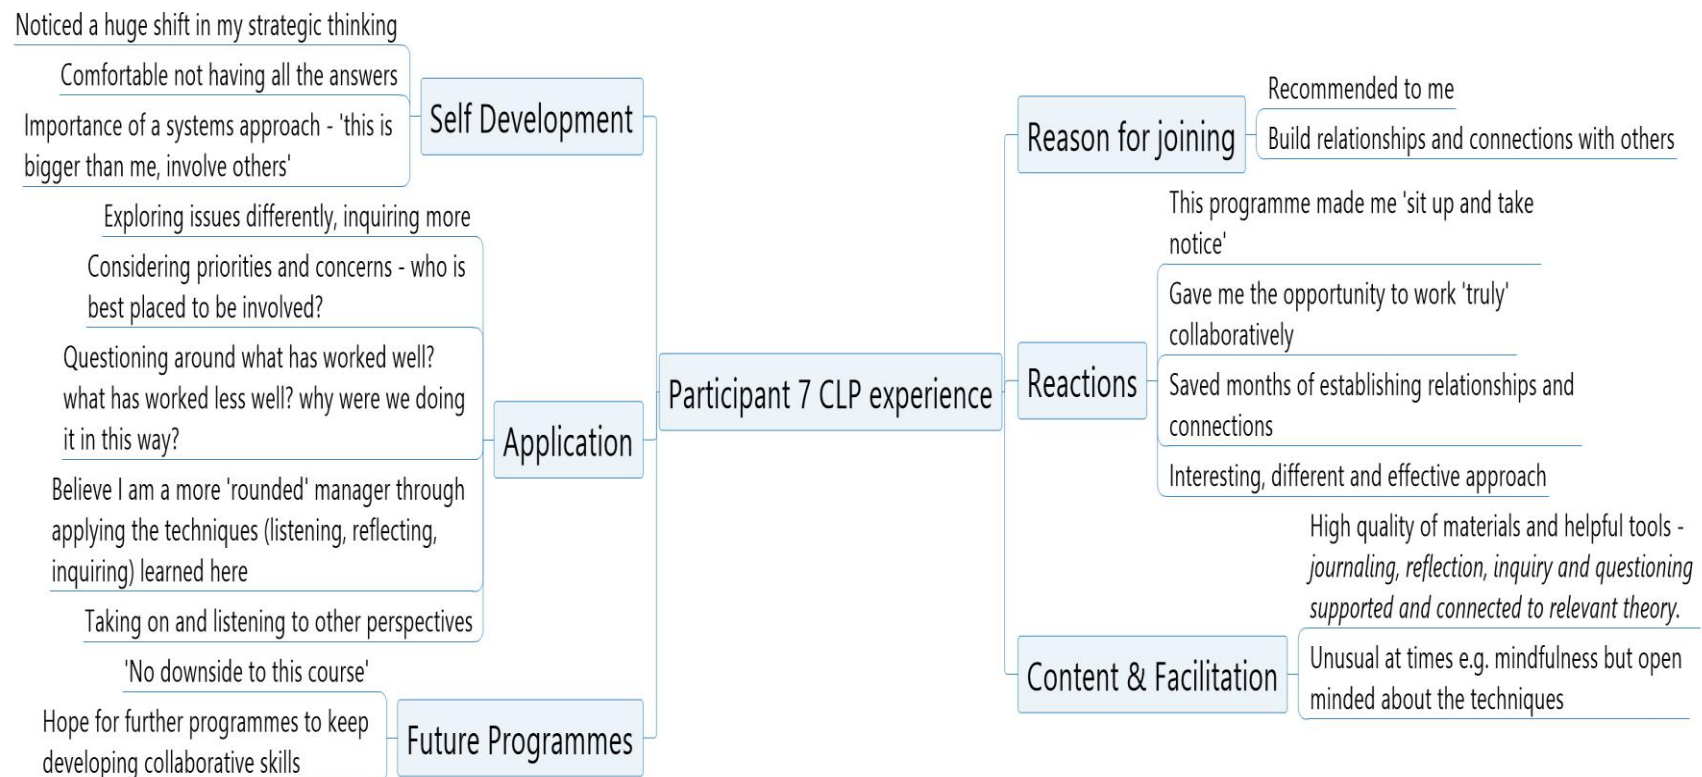 Participant 7 CLP experience
Self Development
Noticed a huge shift in my strategic thinking
Comfortable not having all the answers
Importance of a systems approach - 'this is
bigger than me, involve others'
Application
Exploring issues differently, inquiring more
Considering priorities and concerns - who is
best placed to be involved?
Questioning around what has worked well?
what has worked less well? why were we doing
it in this way?
Believe I am a more 'rounded' manager through
applying the techniques (listening, reflecting,
inquiring) learned here
Taking on and listening to other perspectives
Future Programmes
'No downside to this course'
Hope for further programmes to keep
developing collaborative skills
Reason for joining
Recommended to me
Build relationships and connections with others
Reactions
This programme made me 'sit up and take
notice'
Gave me the opportunity to work 'truly'
collaboratively
Saved months of establishing relationships and
connections
Interesting, different and effective approach
Content & Facilitation
High quality of materials and helpful tools -
journaling, reflection, inquiry and questioning
supported and connected to relevant theory.
Unusual at times e.g. mindfulness but open
minded about the techniques